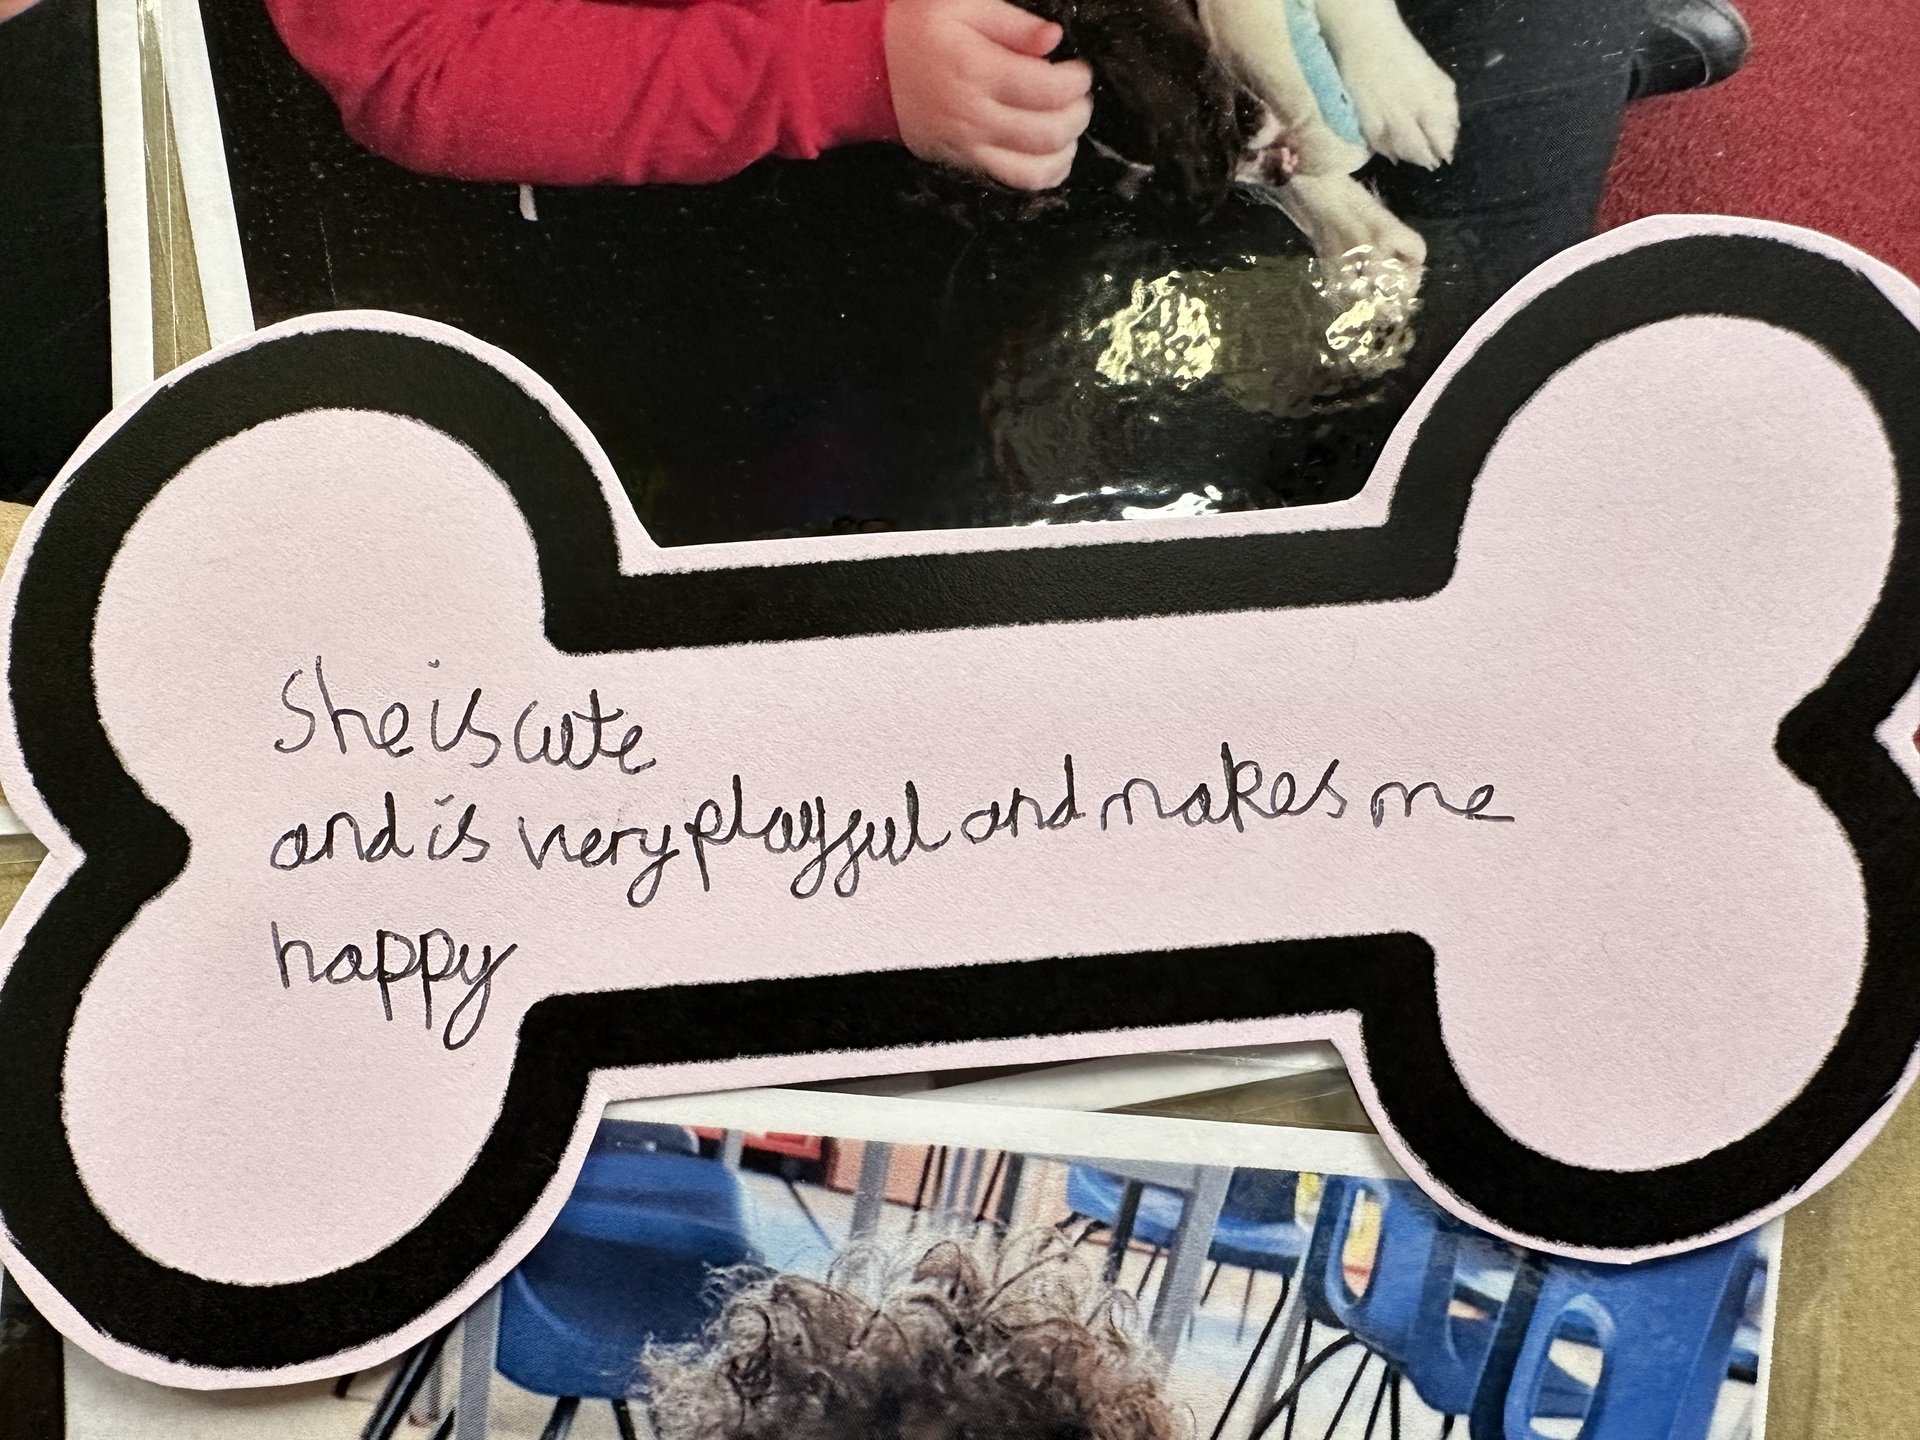 She is cute
and is very playful and makes me
happy